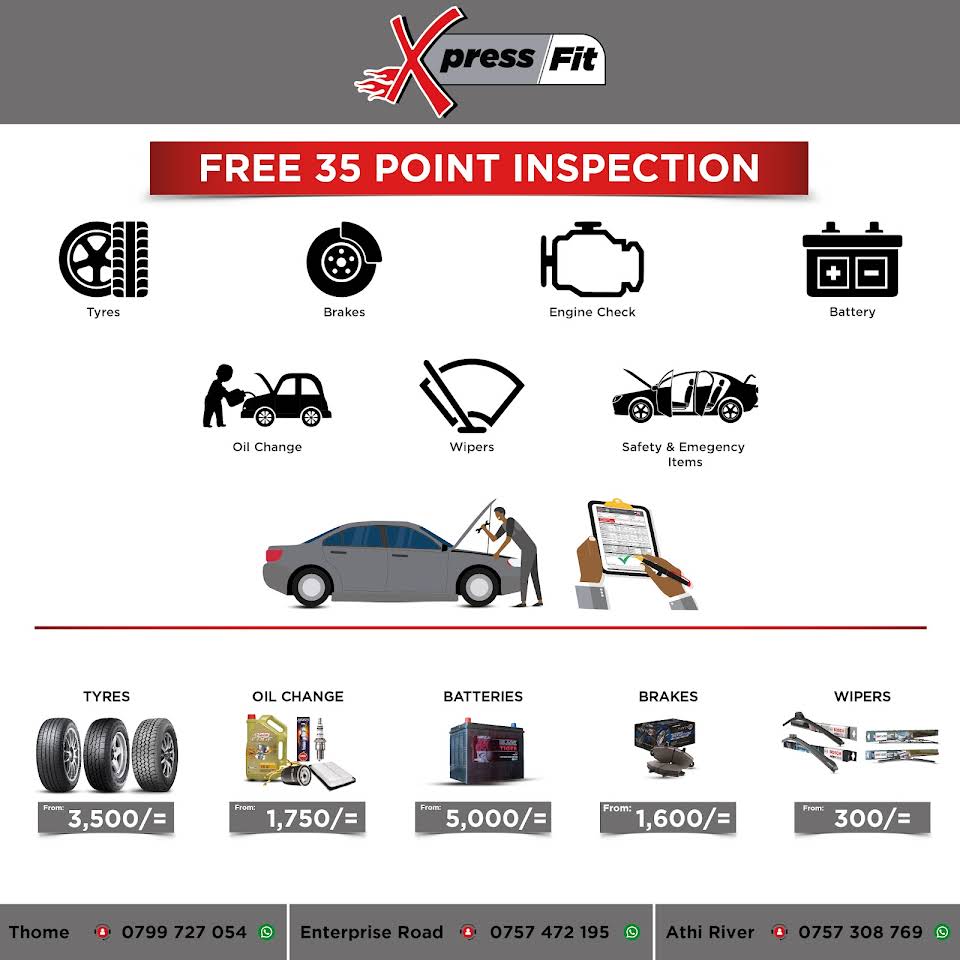 Xpress Fit
FREE 35 POINT INSPECTION
Tyres
Brakes
Engine Check
Battery
Oil Change
Wipers
Safety & Emegency
Items
TYRES
OIL CHANGE
BATTERIES
BRAKES
WIPERS
From: 3,500/=
From: 1,750/=
From: 5,000/=
From: 1,600/=
From: 300/=
Thome 0799 727 054
Enterprise Road 0757 472 195
Athi River 0757 308 769